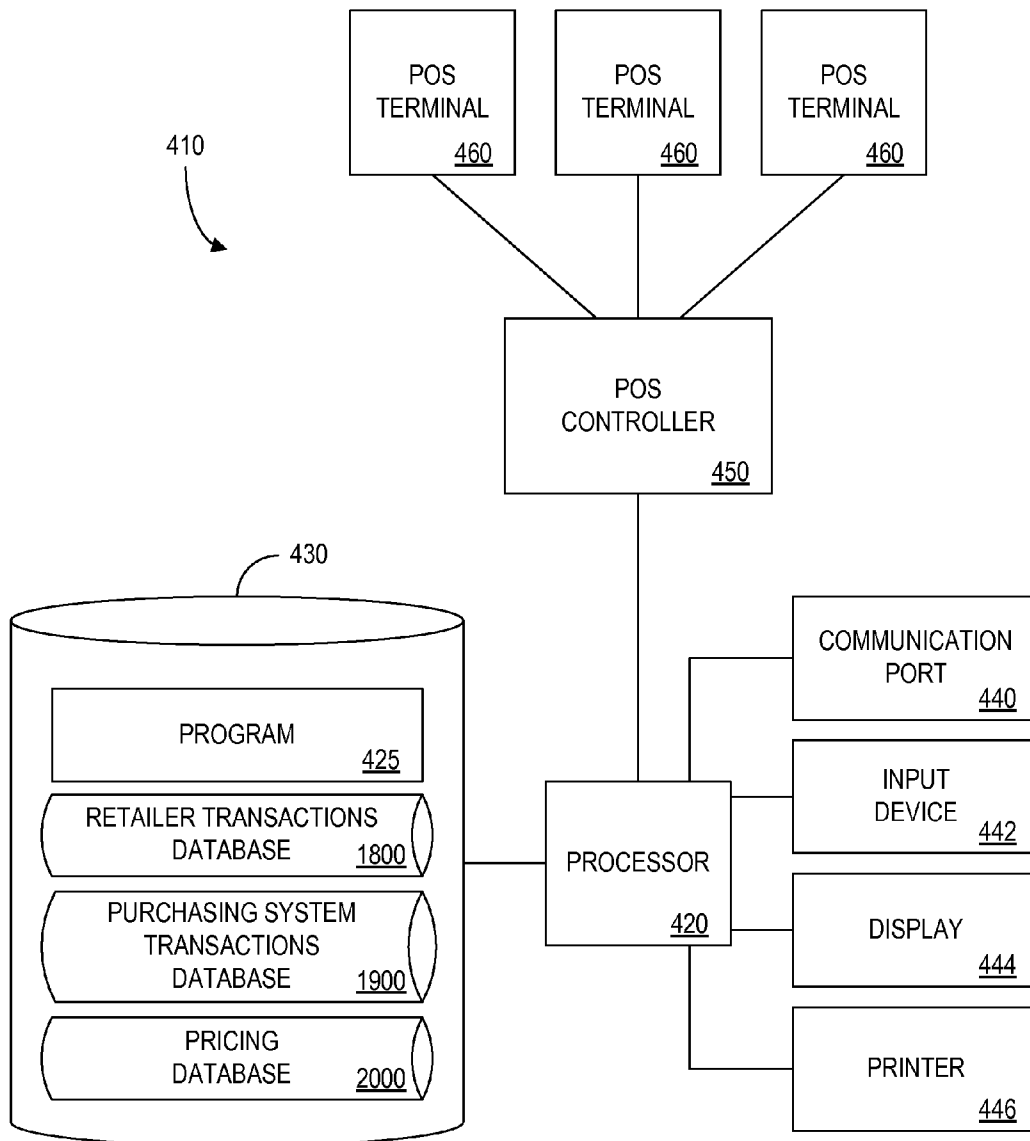 POS
TERMINAL
460
POS
TERMINAL
460
POS
TERMINAL
460
410
POS
CONTROLLER
450
430
PROGRAM
425
RETAILER TRANSACTIONS
DATABASE
1800
PURCHASING SYSTEM
TRANSACTIONS
DATABASE
1900
PRICING
DATABASE
2000
PROCESSOR
420
COMMUNICATION
PORT
440
INPUT
DEVICE
442
DISPLAY
444
PRINTER
446